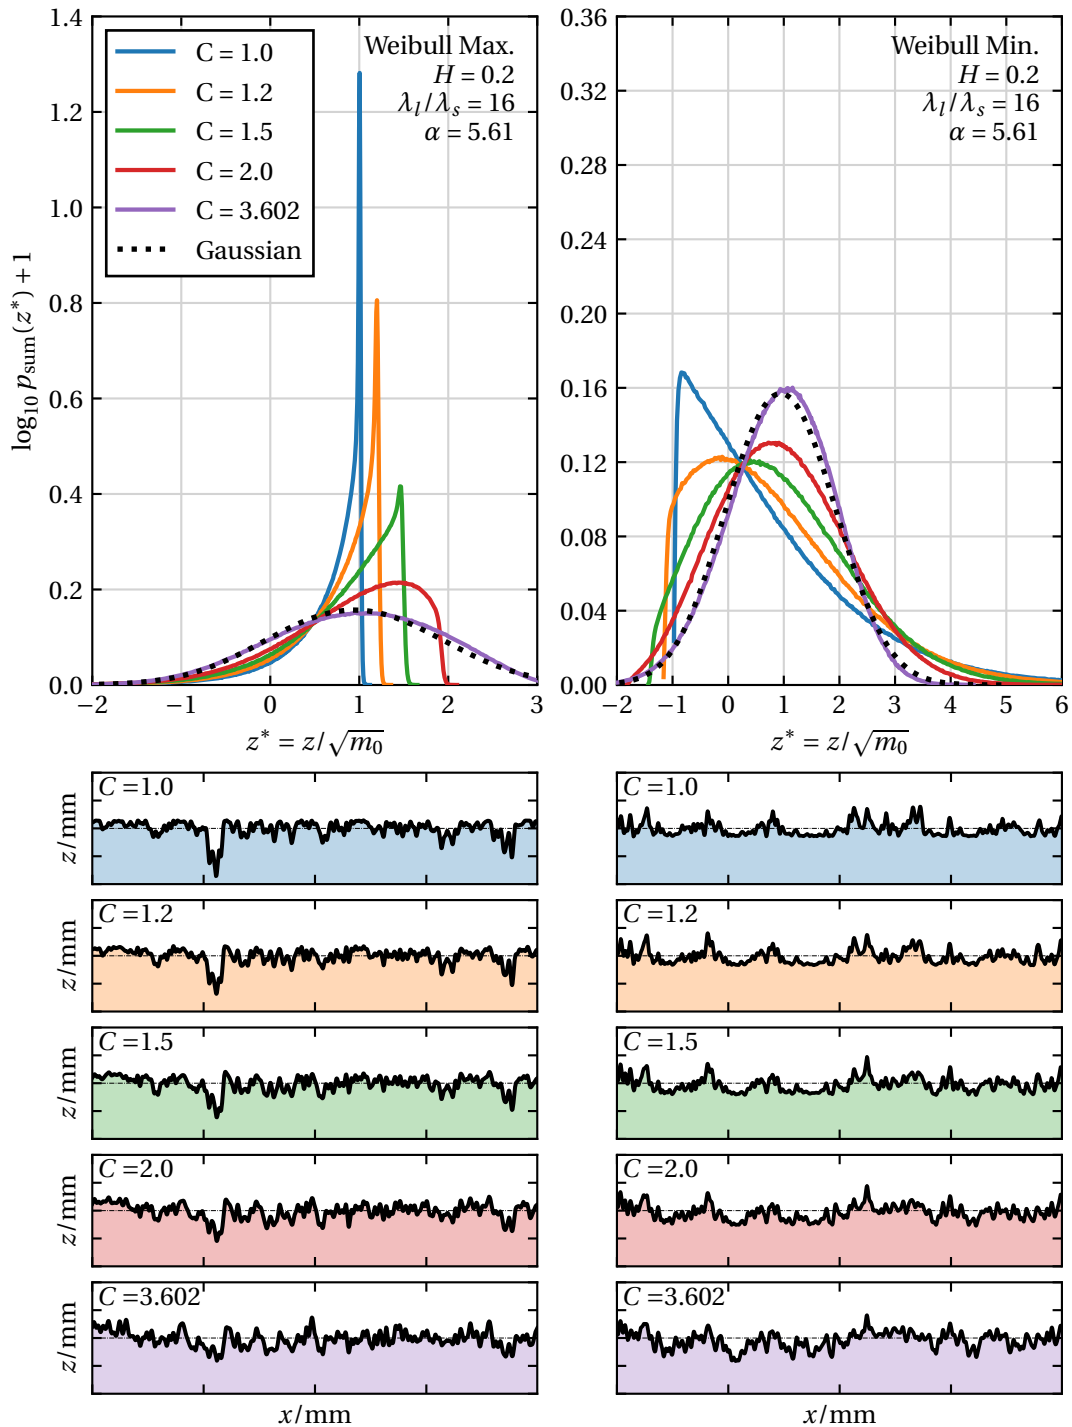 1.4
1.2
1.0
0.8
0.6
0.4
0.2
0.0
log₁₀ p_sum(z*) + 1
C = 1.0
C = 1.2
C = 1.5
C = 2.0
C = 3.602
Gaussian
Weibull Max.
H = 0.2
λ_l/λ_s = 16
α = 5.61
−2 −1 0 1 2 3
z* = z/√m₀
0.36
0.32
0.28
0.24
0.20
0.16
0.12
0.08
0.04
0.00
Weibull Min.
H = 0.2
λ_l/λ_s = 16
α = 5.61
−2 −1 0 1 2 3 4 5 6
z* = z/√m₀
z/mm
C =1.0
C =1.0
z/mm
C =1.2
C =1.2
z/mm
C =1.5
C =1.5
z/mm
C =2.0
C =2.0
z/mm
C =3.602
C =3.602
x/mm
x/mm